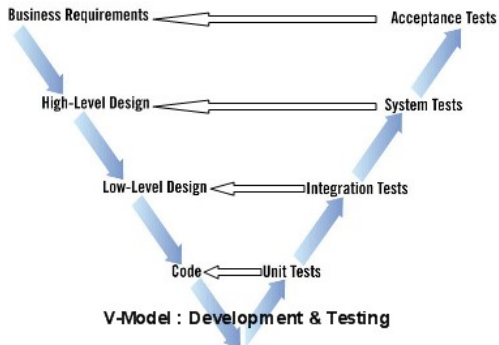 Business Requirements
Acceptance Tests
High-Level Design
System Tests
Low-Level Design
Integration Tests
Code
Unit Tests
V-Model : Development & Testing